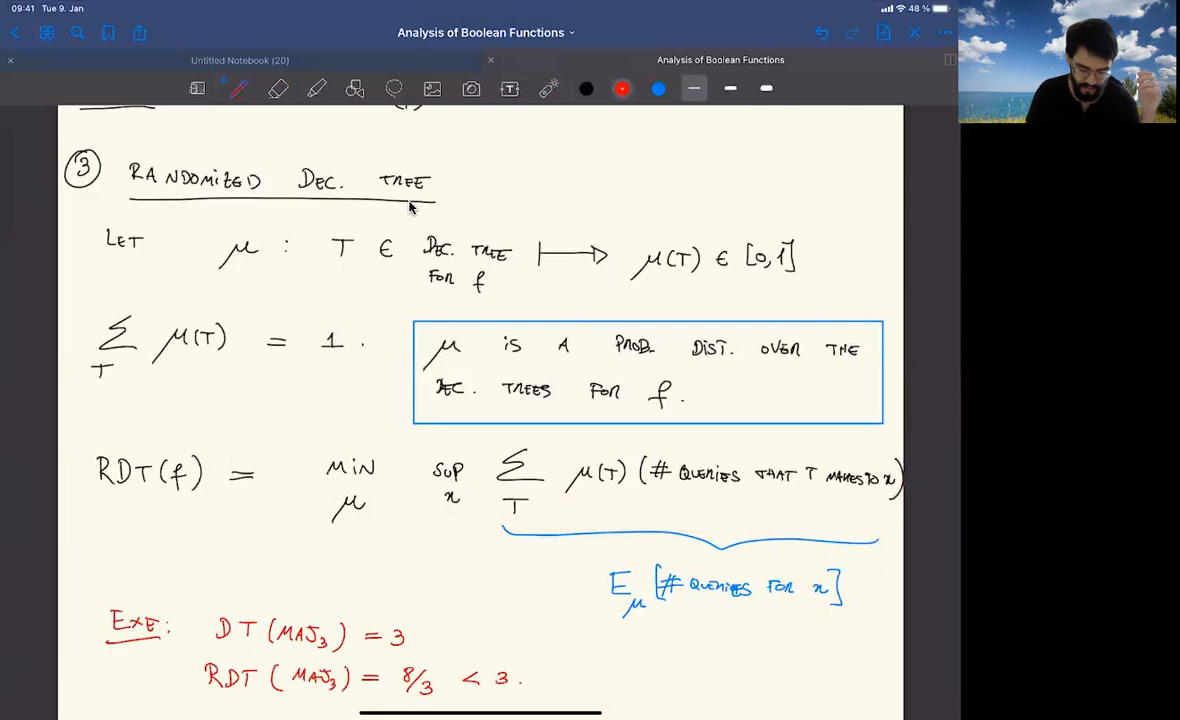 09:41 Tue 9. Jan
48 %
Analysis of Boolean Functions
Untitled Notebook (20)
Analysis of Boolean Functions
③ RANDOMIZED DEC. TREE
LET μ : T ∈ DEC. TREE FOR f ↦ μ(T) ∈ [0,1]
Σ_T μ(T) = 1.
μ IS A PROB. DIST. OVER THE
DEC. TREES FOR f.
RDT(f) = MIN_μ SUP_x Σ_T μ(T) (# QUERIES THAT T MAKES TO x)
E_μ [# QUERIES FOR x]
EXE: DT(MAJ₃) = 3
RDT(MAJ₃) = 8/3 < 3.